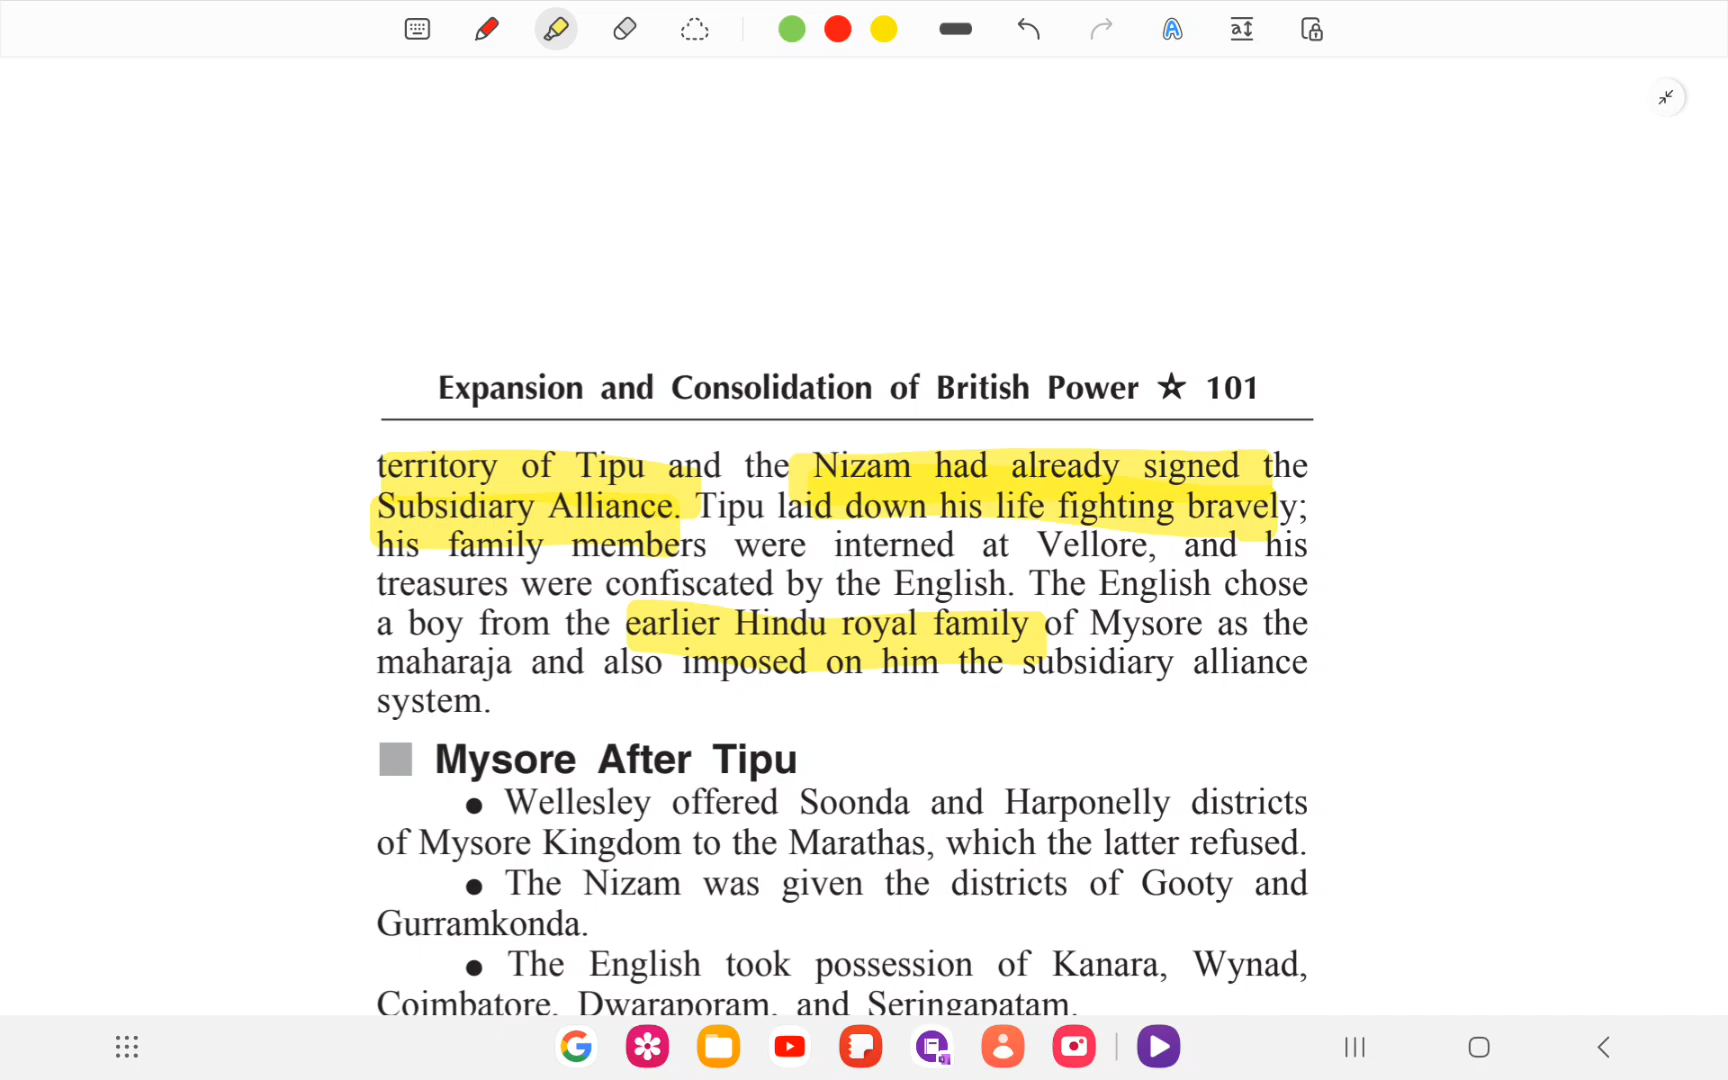 Expansion and Consolidation of British Power ☆ 101
territory of Tipu and the Nizam had already signed the
Subsidiary Alliance. Tipu laid down his life fighting bravely;
his family members were interned at Vellore, and his
treasures were confiscated by the English. The English chose
a boy from the earlier Hindu royal family of Mysore as the
maharaja and also imposed on him the subsidiary alliance
system.
Mysore After Tipu
● Wellesley offered Soonda and Harponelly districts
of Mysore Kingdom to the Marathas, which the latter refused.
● The Nizam was given the districts of Gooty and
Gurramkonda.
● The English took possession of Kanara, Wynad,
Coimbatore, Dwaraporam, and Seringapatam.